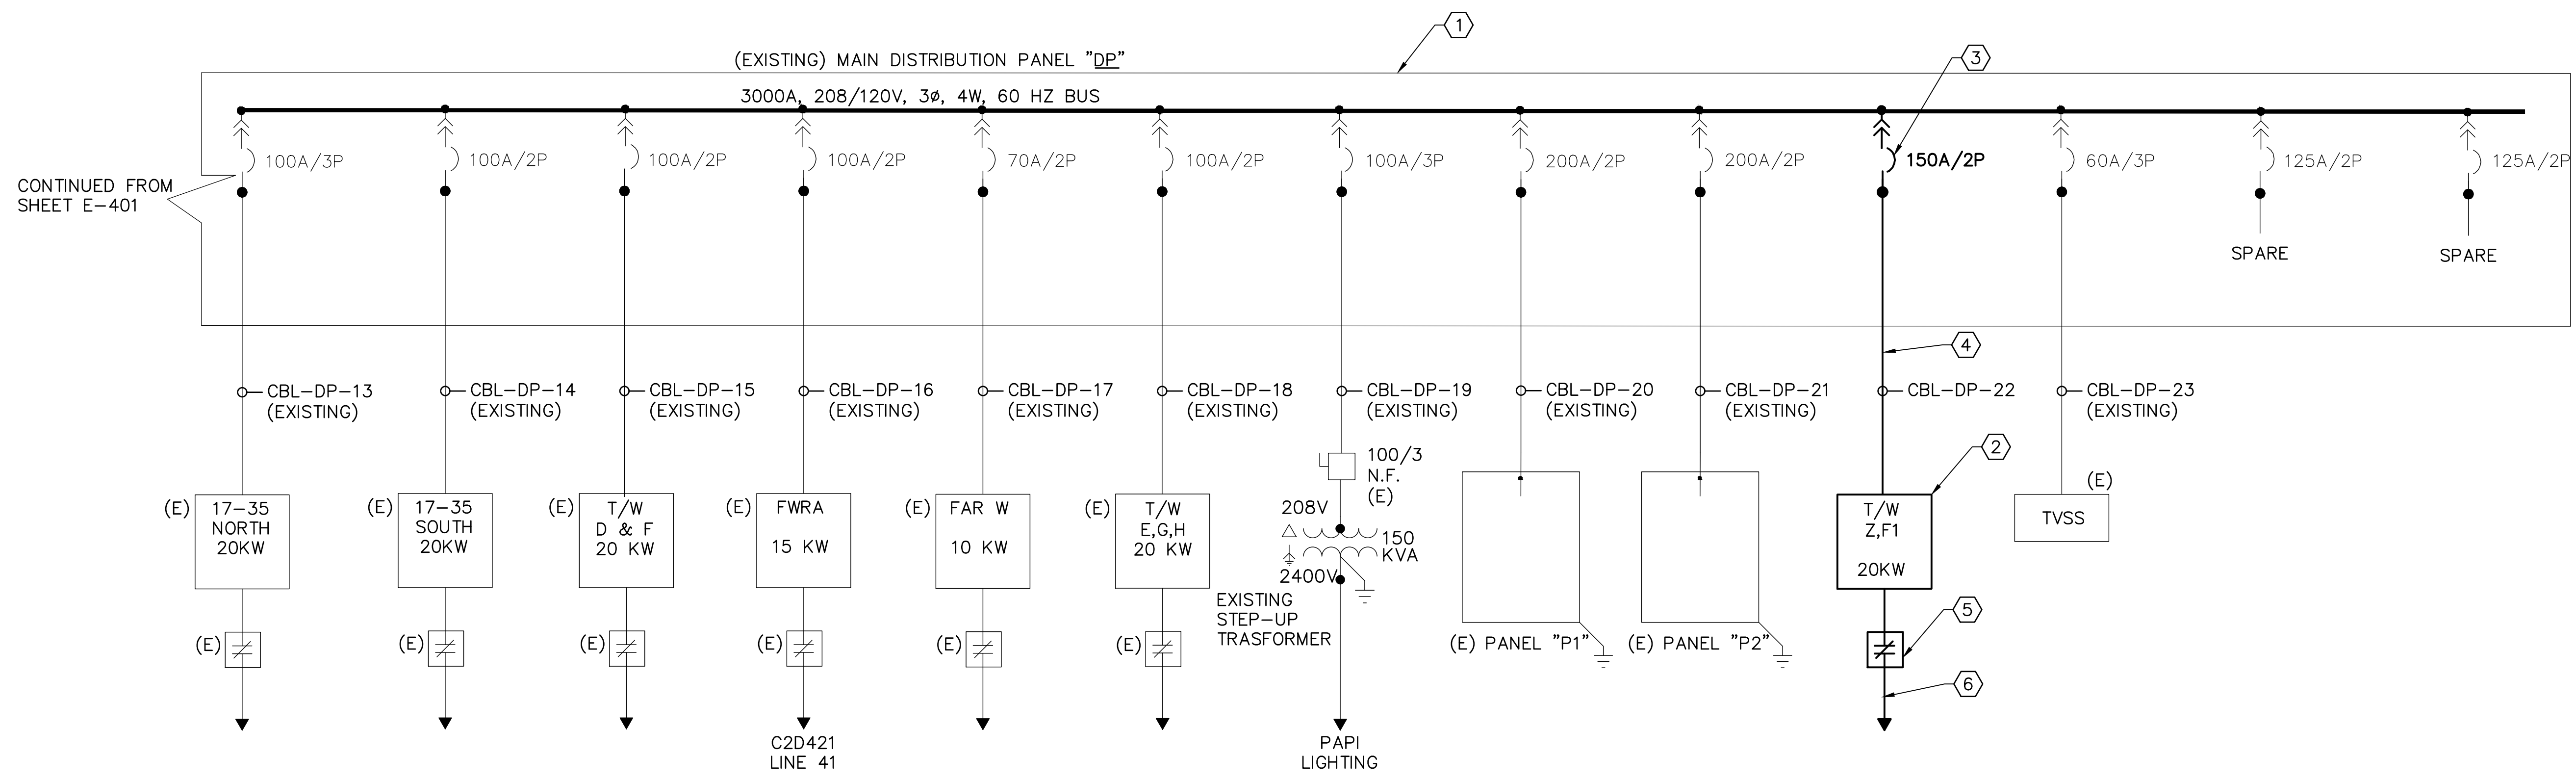 1
(EXISTING) MAIN DISTRIBUTION PANEL "DP"
3
3000A, 208/120V, 3ø, 4W, 60 HZ BUS
100A/3P
100A/2P
100A/2P
100A/2P
70A/2P
100A/2P
100A/3P
200A/2P
200A/2P
150A/2P
60A/3P
125A/2P
125A/2P
CONTINUED FROM
SHEET E-401
SPARE
SPARE
4
CBL-DP-13
(EXISTING)
CBL-DP-14
(EXISTING)
CBL-DP-15
(EXISTING)
CBL-DP-16
(EXISTING)
CBL-DP-17
(EXISTING)
CBL-DP-18
(EXISTING)
CBL-DP-19
(EXISTING)
CBL-DP-20
(EXISTING)
CBL-DP-21
(EXISTING)
CBL-DP-22
CBL-DP-23
(EXISTING)
2
100/3
N.F.
(E)
(E)
17-35
NORTH
20KW
(E)
17-35
SOUTH
20KW
(E)
T/W
D & F
20 KW
(E)
FWRA
15 KW
(E)
FAR W
10 KW
(E)
T/W
E,G,H
20 KW
208V
150
KVA
2400V
EXISTING
STEP-UP
TRASFORMER
(E) PANEL "P1"
(E) PANEL "P2"
T/W
Z,F1
20KW
(E)
TVSS
5
(E)
(E)
(E)
(E)
(E)
(E)
6
C2D421
LINE 41
PAPI
LIGHTING